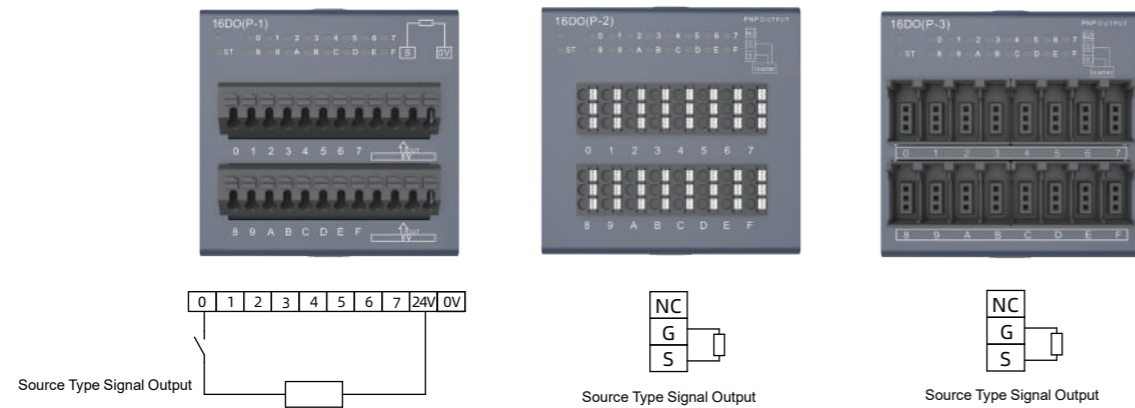 16DO(P-1)
0 1 2 3 4 5 6 7
ST 8 9 A B C D E F
S 0V
0 1 2 3 4 5 6 7
0V
8 9 A B C D E F
0V
16DO(P-2)
PNP OUTPUT
0 1 2 3 4 5 6 7
ST 8 9 A B C D E F
NC
G
S
0 1 2 3 4 5 6 7
8 9 A B C D E F
16DO(P-3)
PNP OUTPUT
0 1 2 3 4 5 6 7
ST 8 9 A B C D E F
NC
G
S
0 1 2 3 4 5 6 7
8 9 A B C D E F
0 1 2 3 4 5 6 7 24V 0V
Source Type Signal Output
NC
G
S
Source Type Signal Output
NC
G
S
Source Type Signal Output